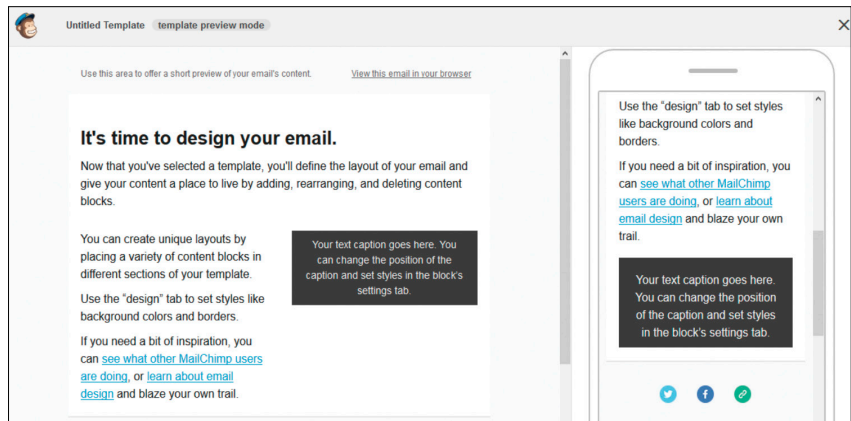 Untitled Template template preview mode
Use this area to offer a short preview of your email's content. View this email in your browser
It's time to design your email.
Now that you've selected a template, you'll define the layout of your email and
give your content a place to live by adding, rearranging, and deleting content
blocks.
You can create unique layouts by
placing a variety of content blocks in
different sections of your template.
Use the “design” tab to set styles like
background colors and borders.
If you need a bit of inspiration, you
can see what other MailChimp users
are doing, or learn about email
design and blaze your own trail.
Your text caption goes here. You
can change the position of the
caption and set styles in the block's
settings tab.
Use the “design” tab to set styles
like background colors and
borders.
If you need a bit of inspiration, you
can see what other MailChimp
users are doing, or learn about
email design and blaze your own
trail.
Your text caption goes here.
You can change the position
of the caption and set styles
in the block's settings tab.